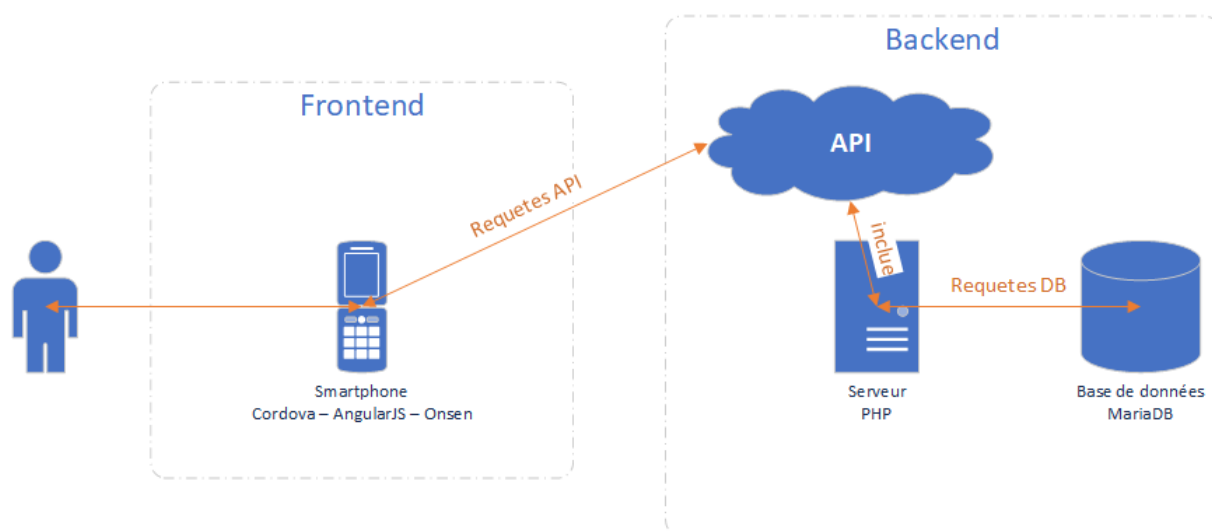 Backend
Frontend
API
Requetes API
inclue
Requetes DB
Smartphone
Cordova – AngularJS – Onsen
Serveur
PHP
Base de données
MariaDB